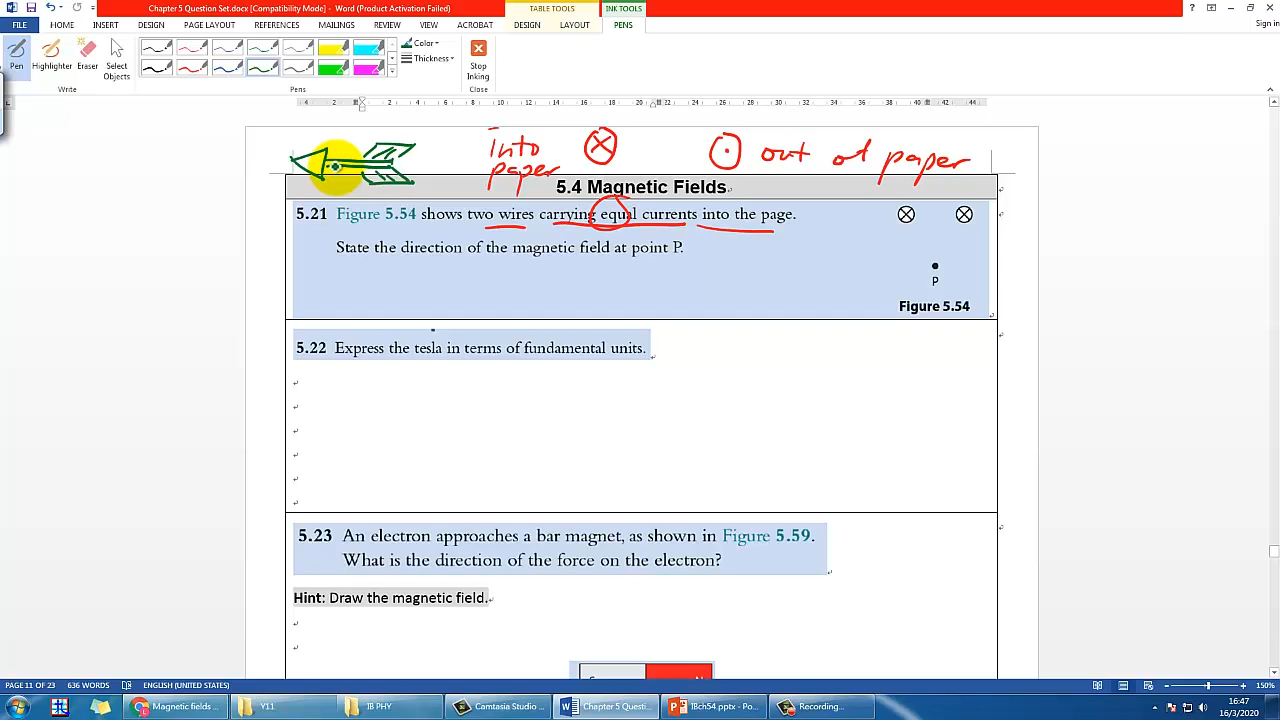 Chapter 5 Question Set.docx [Compatibility Mode] - Word (Product Activation Failed)
TABLE TOOLS
INK TOOLS
FILE HOME INSERT DESIGN PAGE LAYOUT REFERENCES MAILINGS REVIEW VIEW ACROBAT DESIGN LAYOUT PENS
Sign in
Pen Highlighter Eraser Select Objects
Color
Thickness
Stop Inking
Write Pens Close
into paper
out of paper
5.4 Magnetic Fields
5.21 Figure 5.54 shows two wires carrying equal currents into the page.
State the direction of the magnetic field at point P.
P
Figure 5.54
5.22 Express the tesla in terms of fundamental units.
5.23 An electron approaches a bar magnet, as shown in Figure 5.59.
What is the direction of the force on the electron?
Hint: Draw the magnetic field.
PAGE 11 OF 23 636 WORDS ENGLISH (UNITED STATES)
150%
Magnetic fields ...
Y11
IB PHY
Camtasia Studio ...
Chapter 5 Questi...
IBch54.pptx - Po...
Recording...
16:47
16/3/2020